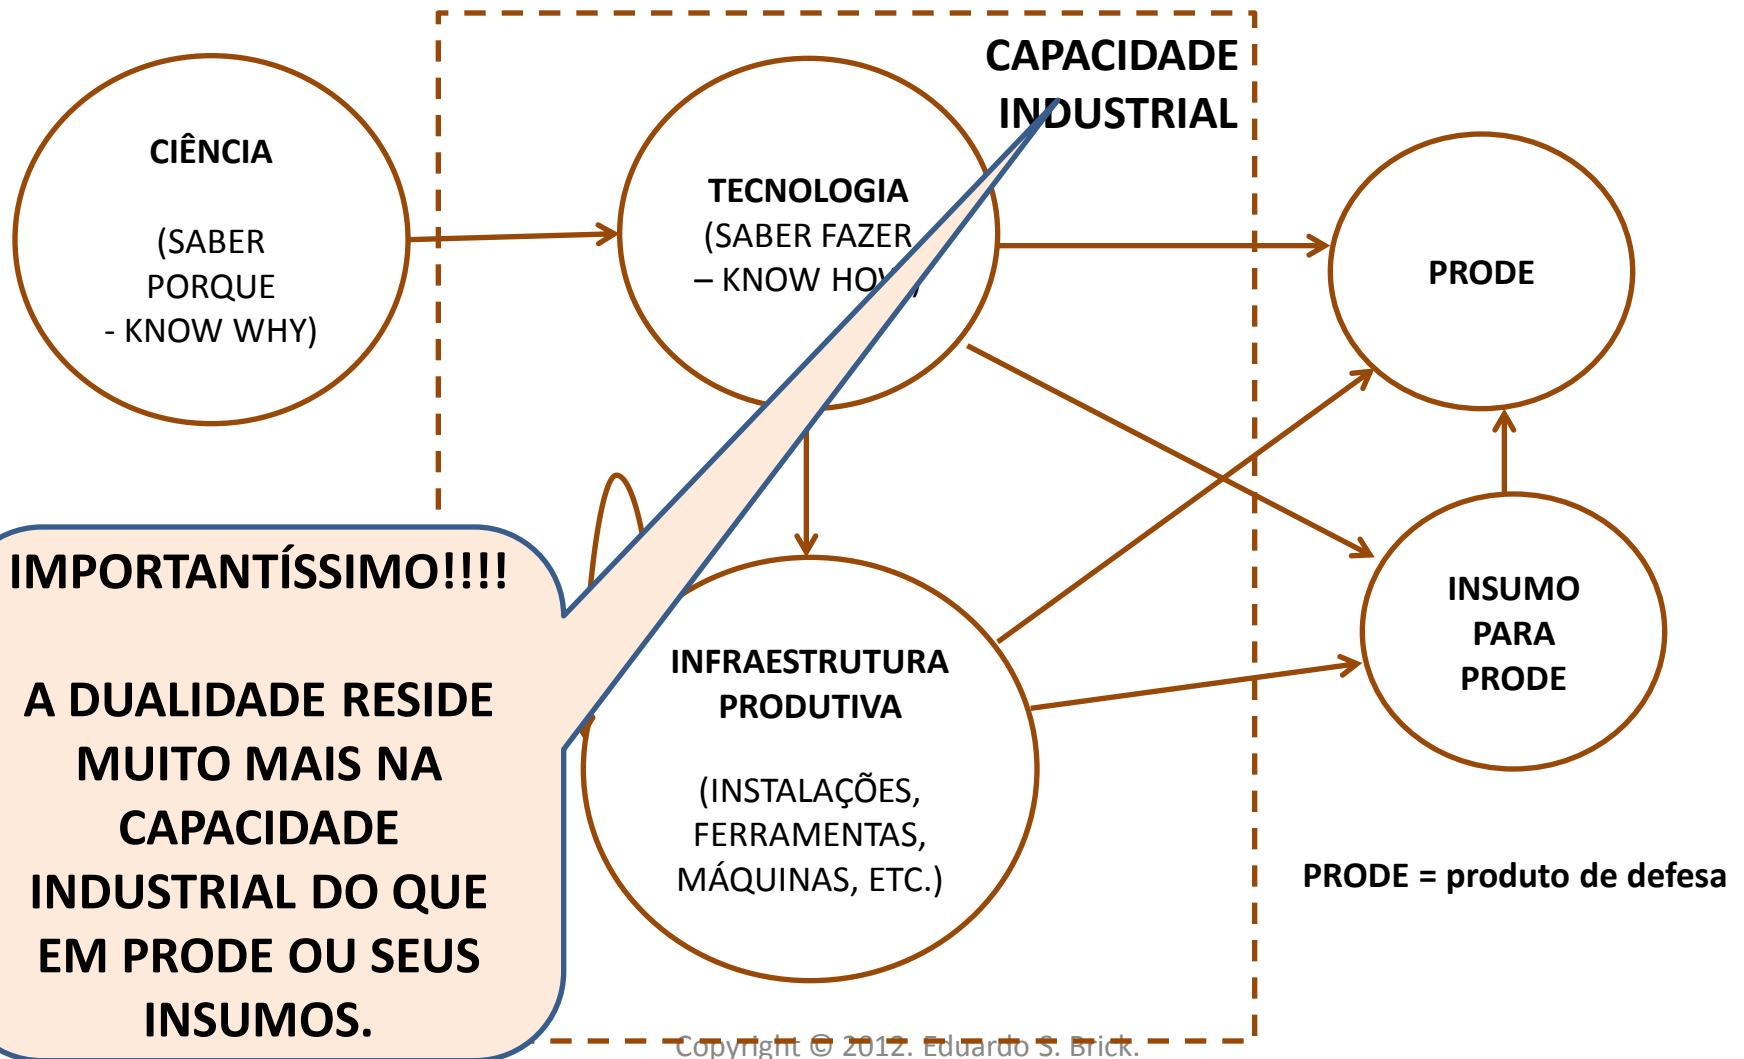 CAPACIDADE
INDUSTRIAL
CIÊNCIA
(SABER
PORQUE
- KNOW WHY)
TECNOLOGIA
(SABER FAZER
– KNOW HOW)
PRODE
IMPORTANTÍSSIMO!!!!
A DUALIDADE RESIDE
MUITO MAIS NA
CAPACIDADE
INDUSTRIAL DO QUE
EM PRODE OU SEUS
INSUMOS.
INFRAESTRUTURA
PRODUTIVA
(INSTALAÇÕES,
FERRAMENTAS,
MÁQUINAS, ETC.)
INSUMO
PARA
PRODE
PRODE = produto de defesa
Copyright © 2012. Eduardo S. Brick.